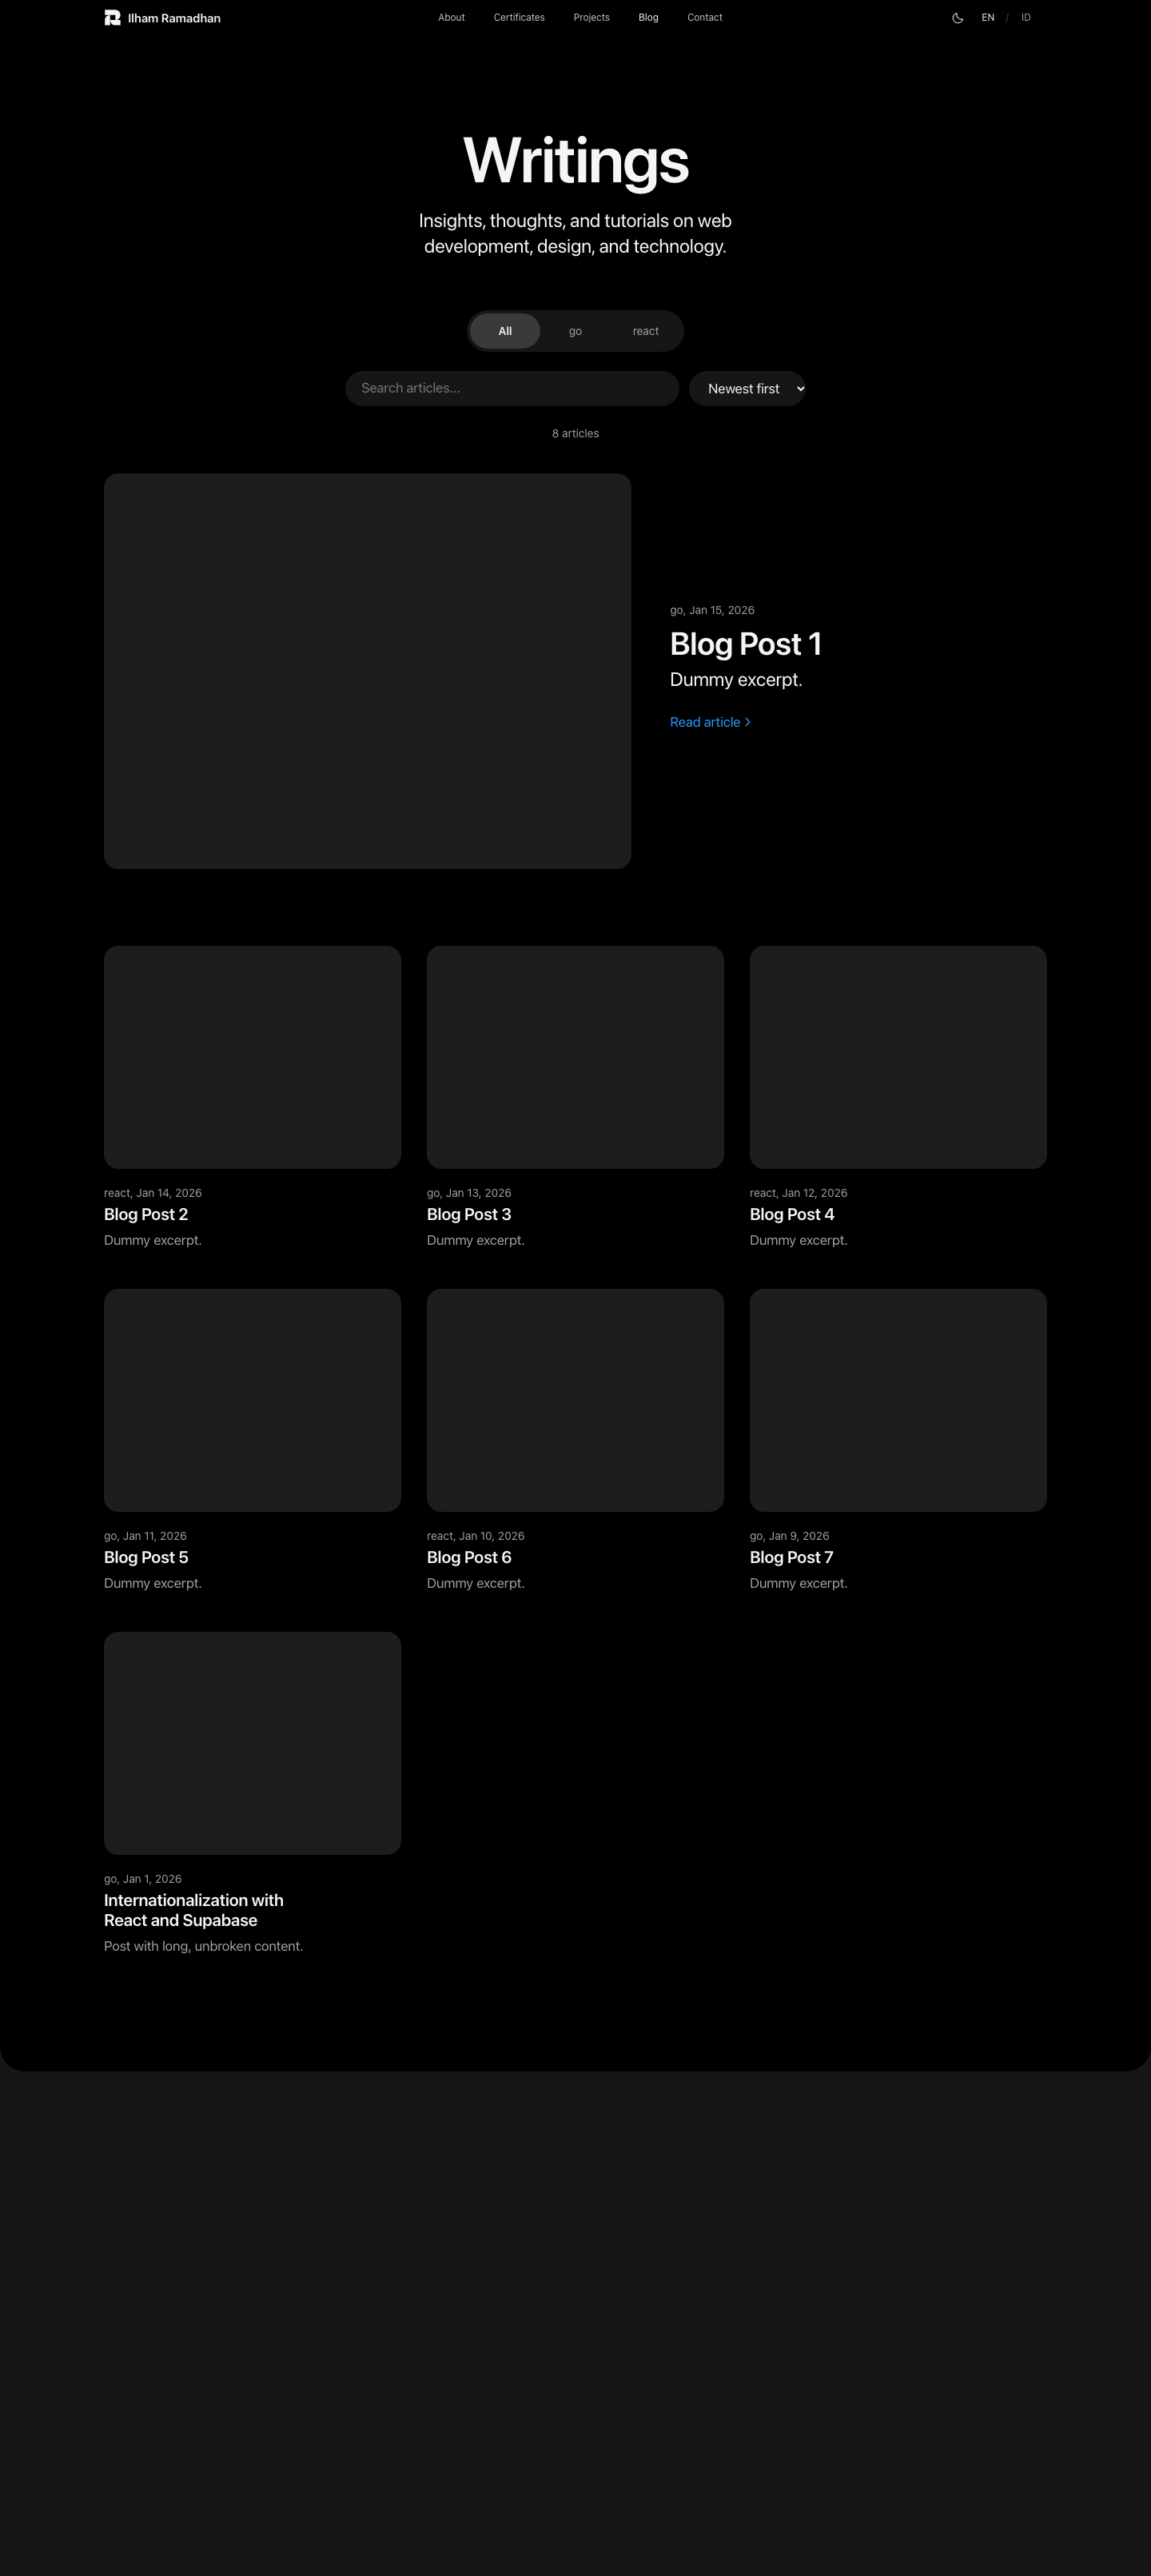 Ilham Ramadhan
About Certificates Projects Blog Contact
EN / ID
Writings
Insights, thoughts, and tutorials on web
development, design, and technology.
All go react
Search articles...
Newest first
8 articles
go, Jan 15, 2026
Blog Post 1
Dummy excerpt.
Read article
react, Jan 14, 2026
Blog Post 2
Dummy excerpt.
go, Jan 13, 2026
Blog Post 3
Dummy excerpt.
react, Jan 12, 2026
Blog Post 4
Dummy excerpt.
go, Jan 11, 2026
Blog Post 5
Dummy excerpt.
react, Jan 10, 2026
Blog Post 6
Dummy excerpt.
go, Jan 9, 2026
Blog Post 7
Dummy excerpt.
go, Jan 1, 2026
Internationalization with
React and Supabase
Post with long, unbroken content.